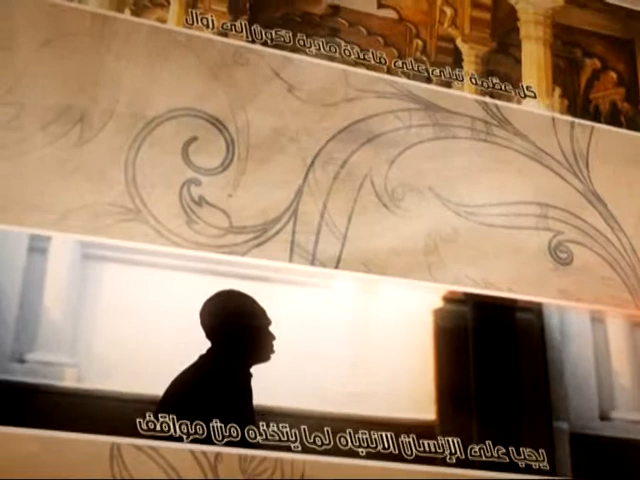 كل عظمة تبنى على قاعدة مادية تكون إلى زوال
يجب على الإنسان الانتباه لما يتخذه من مواقف